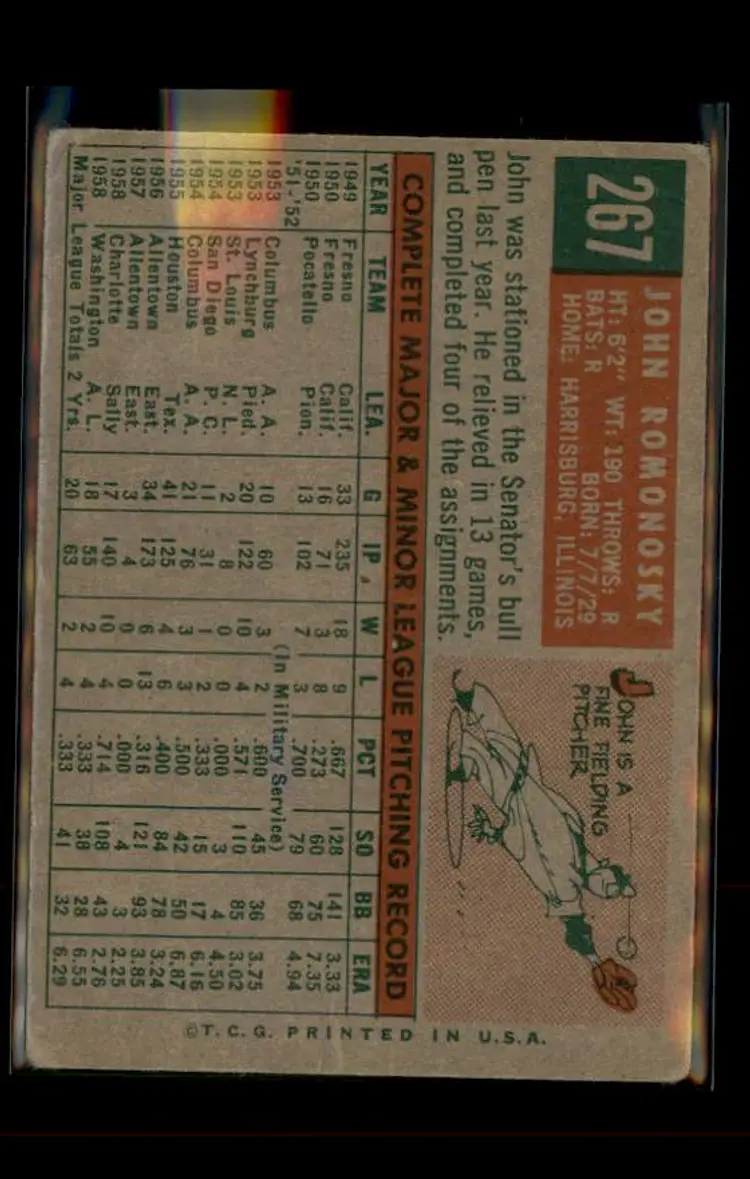 267
JOHN ROMONOSKY
HT: 6'2" WT: 190 THROWS: R
BATS: R BORN: 7/7/29
HOME: HARRISBURG, ILLINOIS
John was stationed in the Senator's bull
pen last year. He relieved in 13 games,
and completed four of the assignments.
JOHN IS A
FINE FIELDING
PITCHER
COMPLETE MAJOR & MINOR LEAGUE PITCHING RECORD
YEAR TEAM LEA. G IP W L PCT SO BB ERA
1949 Fresno Calif. 33 235 18 9 .667 128 141 3.33
1950 Fresno Calif. 16 71 3 8 .273 60 75 7.35
1950 Pocatello Pion. 13 102 7 3 .700 79 68 4.94
'51-'52 (In Military Service)
1953 Columbus A. A. 10 60 3 2 .600 45 36 3.75
1953 Lynchburg Pied. 20 122 10 4 .571 110 85 3.02
1953 St. Louis N. L. 2 8 0 0 .000 3 4 4.50
1954 San Diego P. C. 11 31 1 2 .333 15 17 6.16
1954 Columbus A. A. 21 76 3 3 .500 42 50 6.87
1955 Houston Tex. 41 125 4 6 .400 84 78 3.24
1956 Allentown East. 34 173 6 13 .316 121 93 3.85
1957 Allentown East. 3 4 0 0 .000 4 3 2.25
1958 Charlotte Sally 17 140 10 4 .714 108 43 2.76
1958 Washington A. L. 18 55 2 4 .333 38 28 6.55
Major League Totals 2 Yrs. 20 63 2 4 .333 41 32 6.29
©T. C. G. PRINTED IN U.S.A.